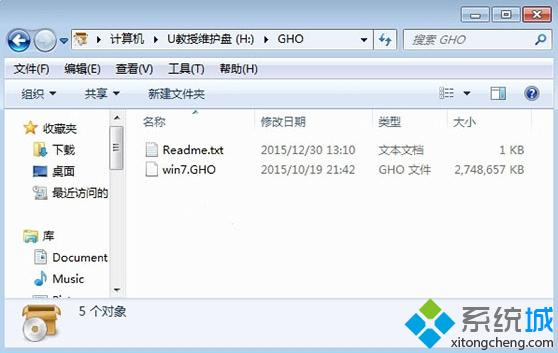 计算机 ▸ U教授维护盘 (H:) ▸ GHO
搜索 GHO
文件(F) 编辑(E) 查看(V) 工具(T) 帮助(H)
组织 共享 新建文件夹
名称 修改日期 类型 大小
收藏夹
下载
桌面
最近访问的
库
Document
Music
Readme.txt 2015/12/30 13:10 文本文档 1 KB
win7.GHO 2015/10/19 21:42 GHO 文件 2,748,657 KB
5 个对象
系统城
xitongcheng.com